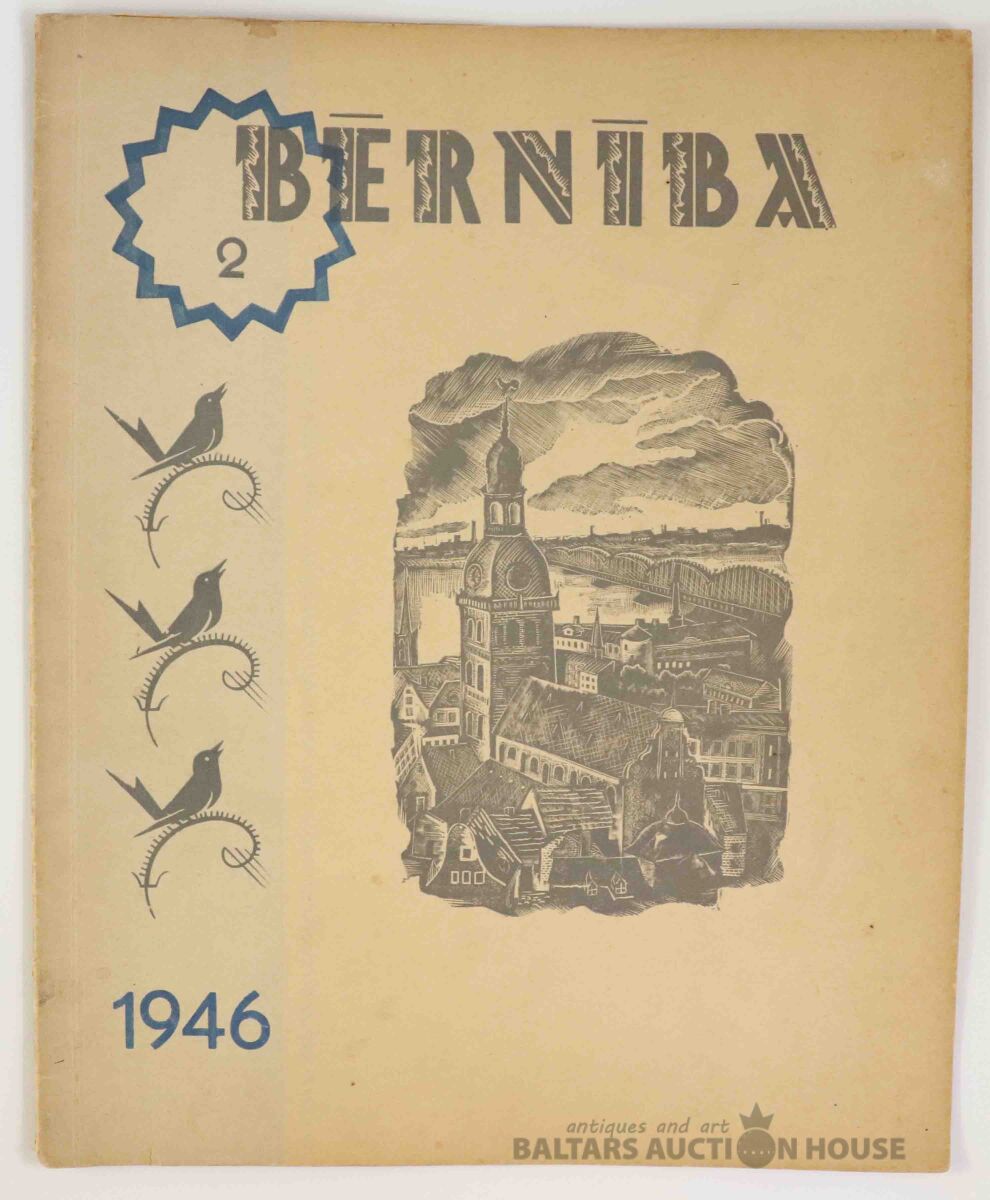 BĒRNĪBA
2
1946
antiques and art
BALTARS AUCTION HOUSE